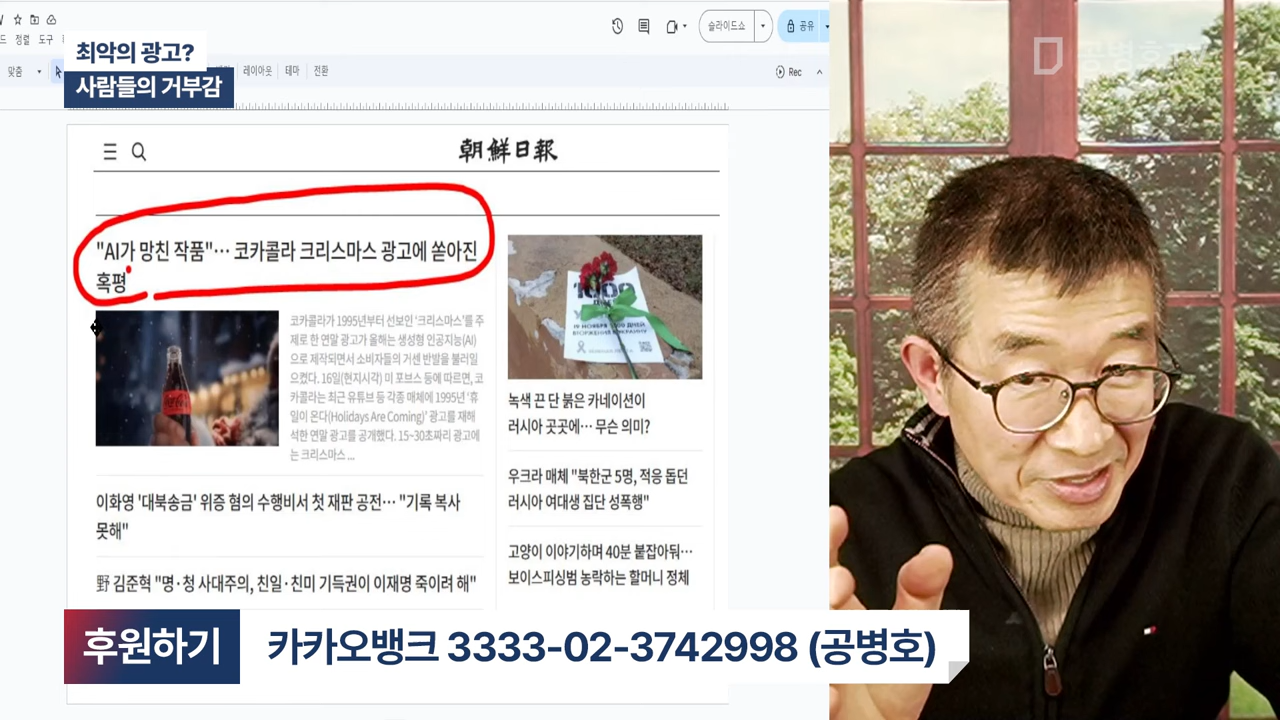 정렬 도구
슬라이드쇼
공유
맞춤
레이아웃
테마
전환
Rec
최악의 광고?
사람들의 거부감
공병호TV
朝鮮日報
"AI가 망친 작품"… 코카콜라 크리스마스 광고에 쏟아진
혹평
코카콜라가 1995년부터 선보인 ‘크리스마스’를 주
제로 한 연말 광고가 올해는 생성형 인공지능(AI)
으로 제작되면서 소비자들의 거센 반발을 불러일
으켰다. 16일(현지시각) 미 포브스 등에 따르면, 코
카콜라는 최근 유튜브 등 각종 매체에 1995년 ‘휴
일이 온다(Holidays Are Coming)’ 광고를 재해
석한 연말 광고를 공개했다. 15~30초짜리 광고에
는 크리스마스 ...
이화영 '대북송금' 위증 혐의 수행비서 첫 재판 공전… "기록 복사
못해"
野 김준혁 "명·청 사대주의, 친일·친미 기득권이 이재명 죽이려 해"
1000
녹색 끈 단 붉은 카네이션이
러시아 곳곳에… 무슨 의미?
우크라 매체 "북한군 5명, 적응 돕던
러시아 여대생 집단 성폭행"
고양이 이야기하며 40분 붙잡아둬…
보이스피싱범 농락하는 할머니 정체
후원하기
카카오뱅크 3333-02-3742998 (공병호)